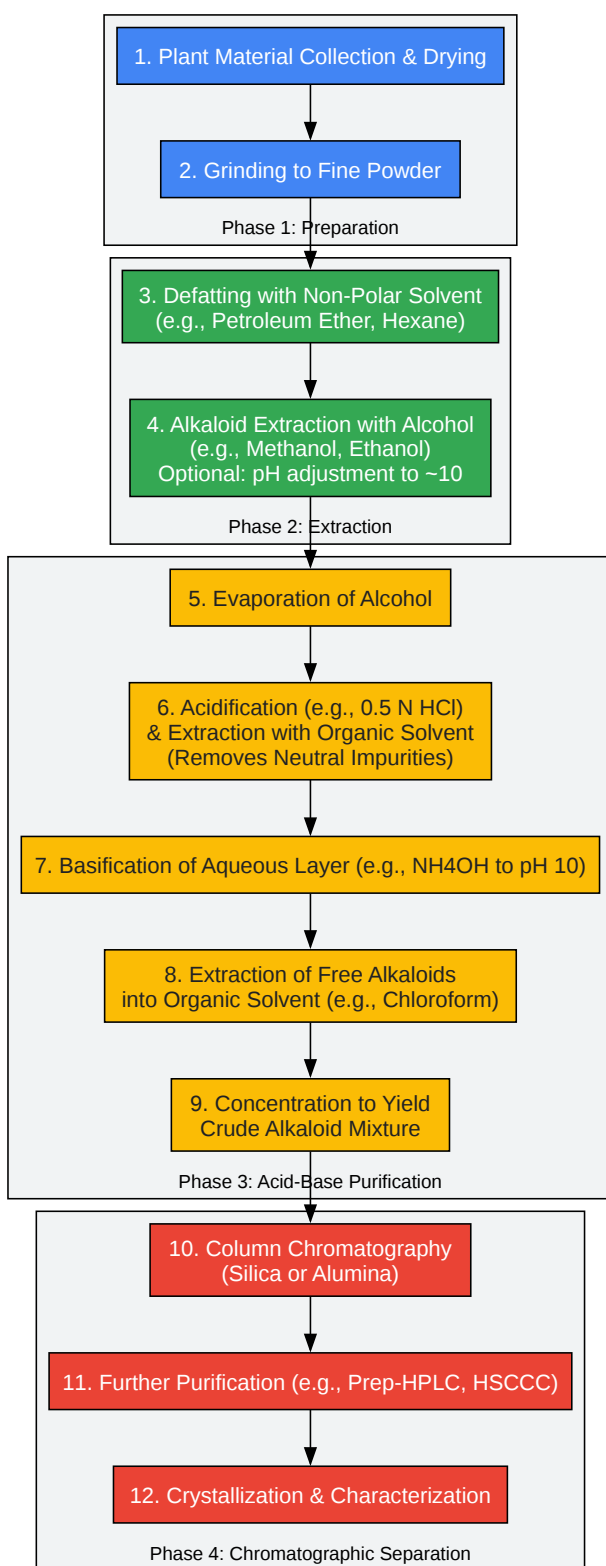 1. Plant Material Collection & Drying
2. Grinding to Fine Powder
Phase 1: Preparation
3. Defatting with Non-Polar Solvent
(e.g., Petroleum Ether, Hexane)
4. Alkaloid Extraction with Alcohol
(e.g., Methanol, Ethanol)
Optional: pH adjustment to ~10
Phase 2: Extraction
5. Evaporation of Alcohol
6. Acidification (e.g., 0.5 N HCl)
& Extraction with Organic Solvent
(Removes Neutral Impurities)
7. Basification of Aqueous Layer (e.g., NH4OH to pH 10)
8. Extraction of Free Alkaloids
into Organic Solvent (e.g., Chloroform)
9. Concentration to Yield
Crude Alkaloid Mixture
Phase 3: Acid-Base Purification
10. Column Chromatography
(Silica or Alumina)
11. Further Purification (e.g., Prep-HPLC, HSCCC)
12. Crystallization & Characterization
Phase 4: Chromatographic Separation